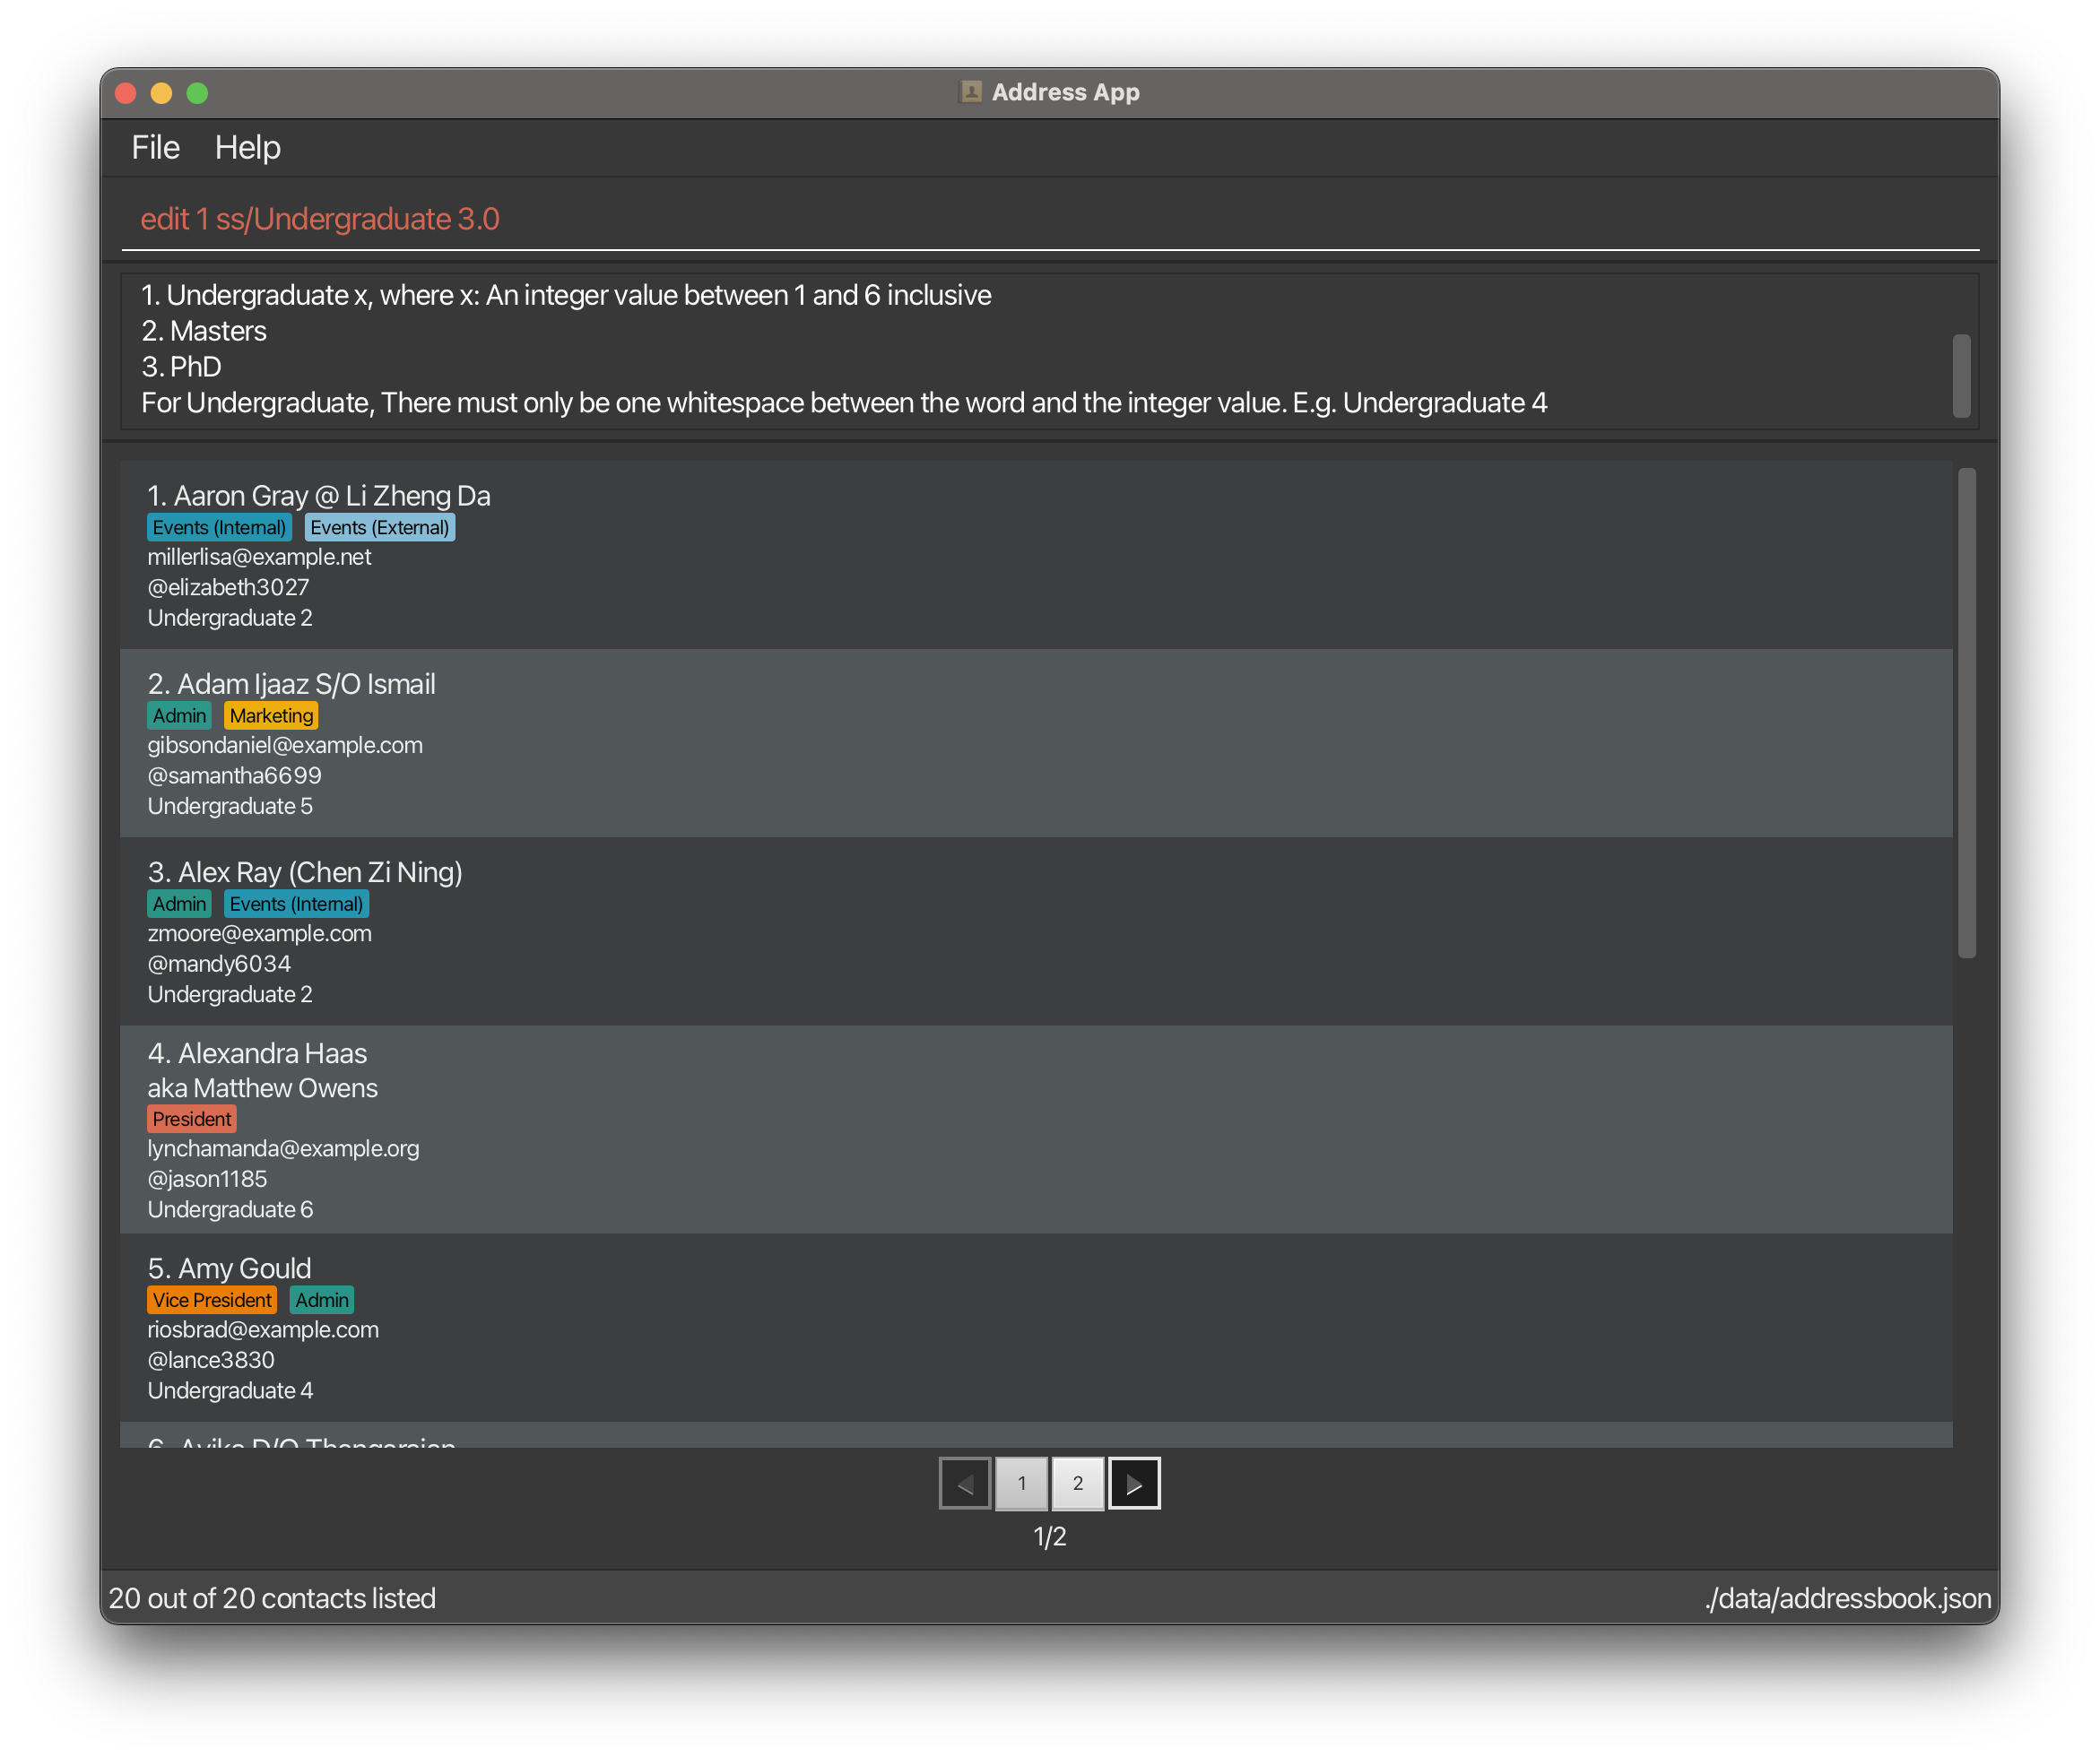 Address App
File Help
edit 1 ss/Undergraduate 3.0
1. Undergraduate x, where x: An integer value between 1 and 6 inclusive
2. Masters
3. PhD
For Undergraduate, There must only be one whitespace between the word and the integer value. E.g. Undergraduate 4
1. Aaron Gray @ Li Zheng Da
Events (Internal) Events (External)
millerlisa@example.net
@elizabeth3027
Undergraduate 2
2. Adam Ijaaz S/O Ismail
Admin Marketing
gibsondaniel@example.com
@samantha6699
Undergraduate 5
3. Alex Ray (Chen Zi Ning)
Admin Events (Internal)
zmoore@example.com
@mandy6034
Undergraduate 2
4. Alexandra Haas
aka Matthew Owens
President
lynchamanda@example.org
@jason1185
Undergraduate 6
5. Amy Gould
Vice President Admin
riosbrad@example.com
@lance3830
Undergraduate 4
6. D/O
1 2
1/2
20 out of 20 contacts listed ./data/addressbook.json